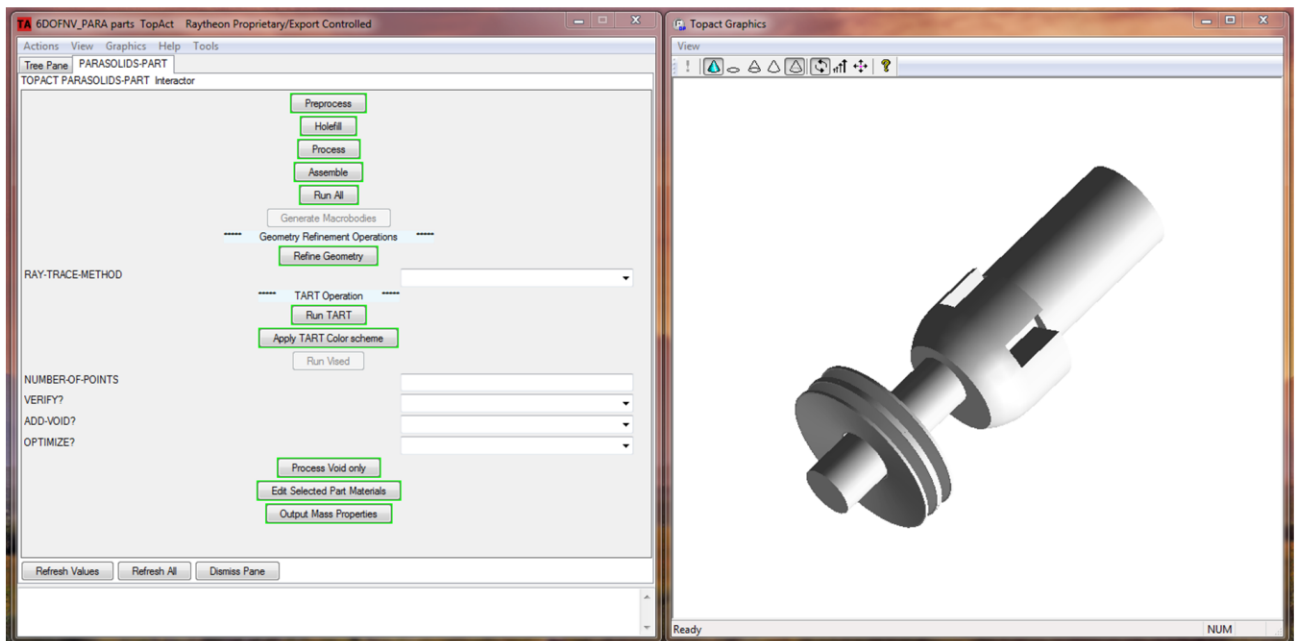 TA 6DOFNV_PARA parts TopAct Raytheon Proprietary/Export Controlled
Actions View Graphics Help Tools
Tree Pane PARASOLIDS-PART
TOPACT PARASOLIDS-PART Interactor
Preprocess
Holefill
Process
Assemble
Run All
Generate Macrobodies
***** Geometry Refinement Operations *****
Refine Geometry
RAY-TRACE-METHOD
***** TART Operation *****
Run TART
Apply TART Color scheme
Run Vised
NUMBER-OF-POINTS
VERIFY?
ADD-VOID?
OPTIMIZE?
Process Void only
Edit Selected Part Materials
Output Mass Properties
Refresh Values Refresh All Dismiss Pane
Topact Graphics
View
Ready NUM